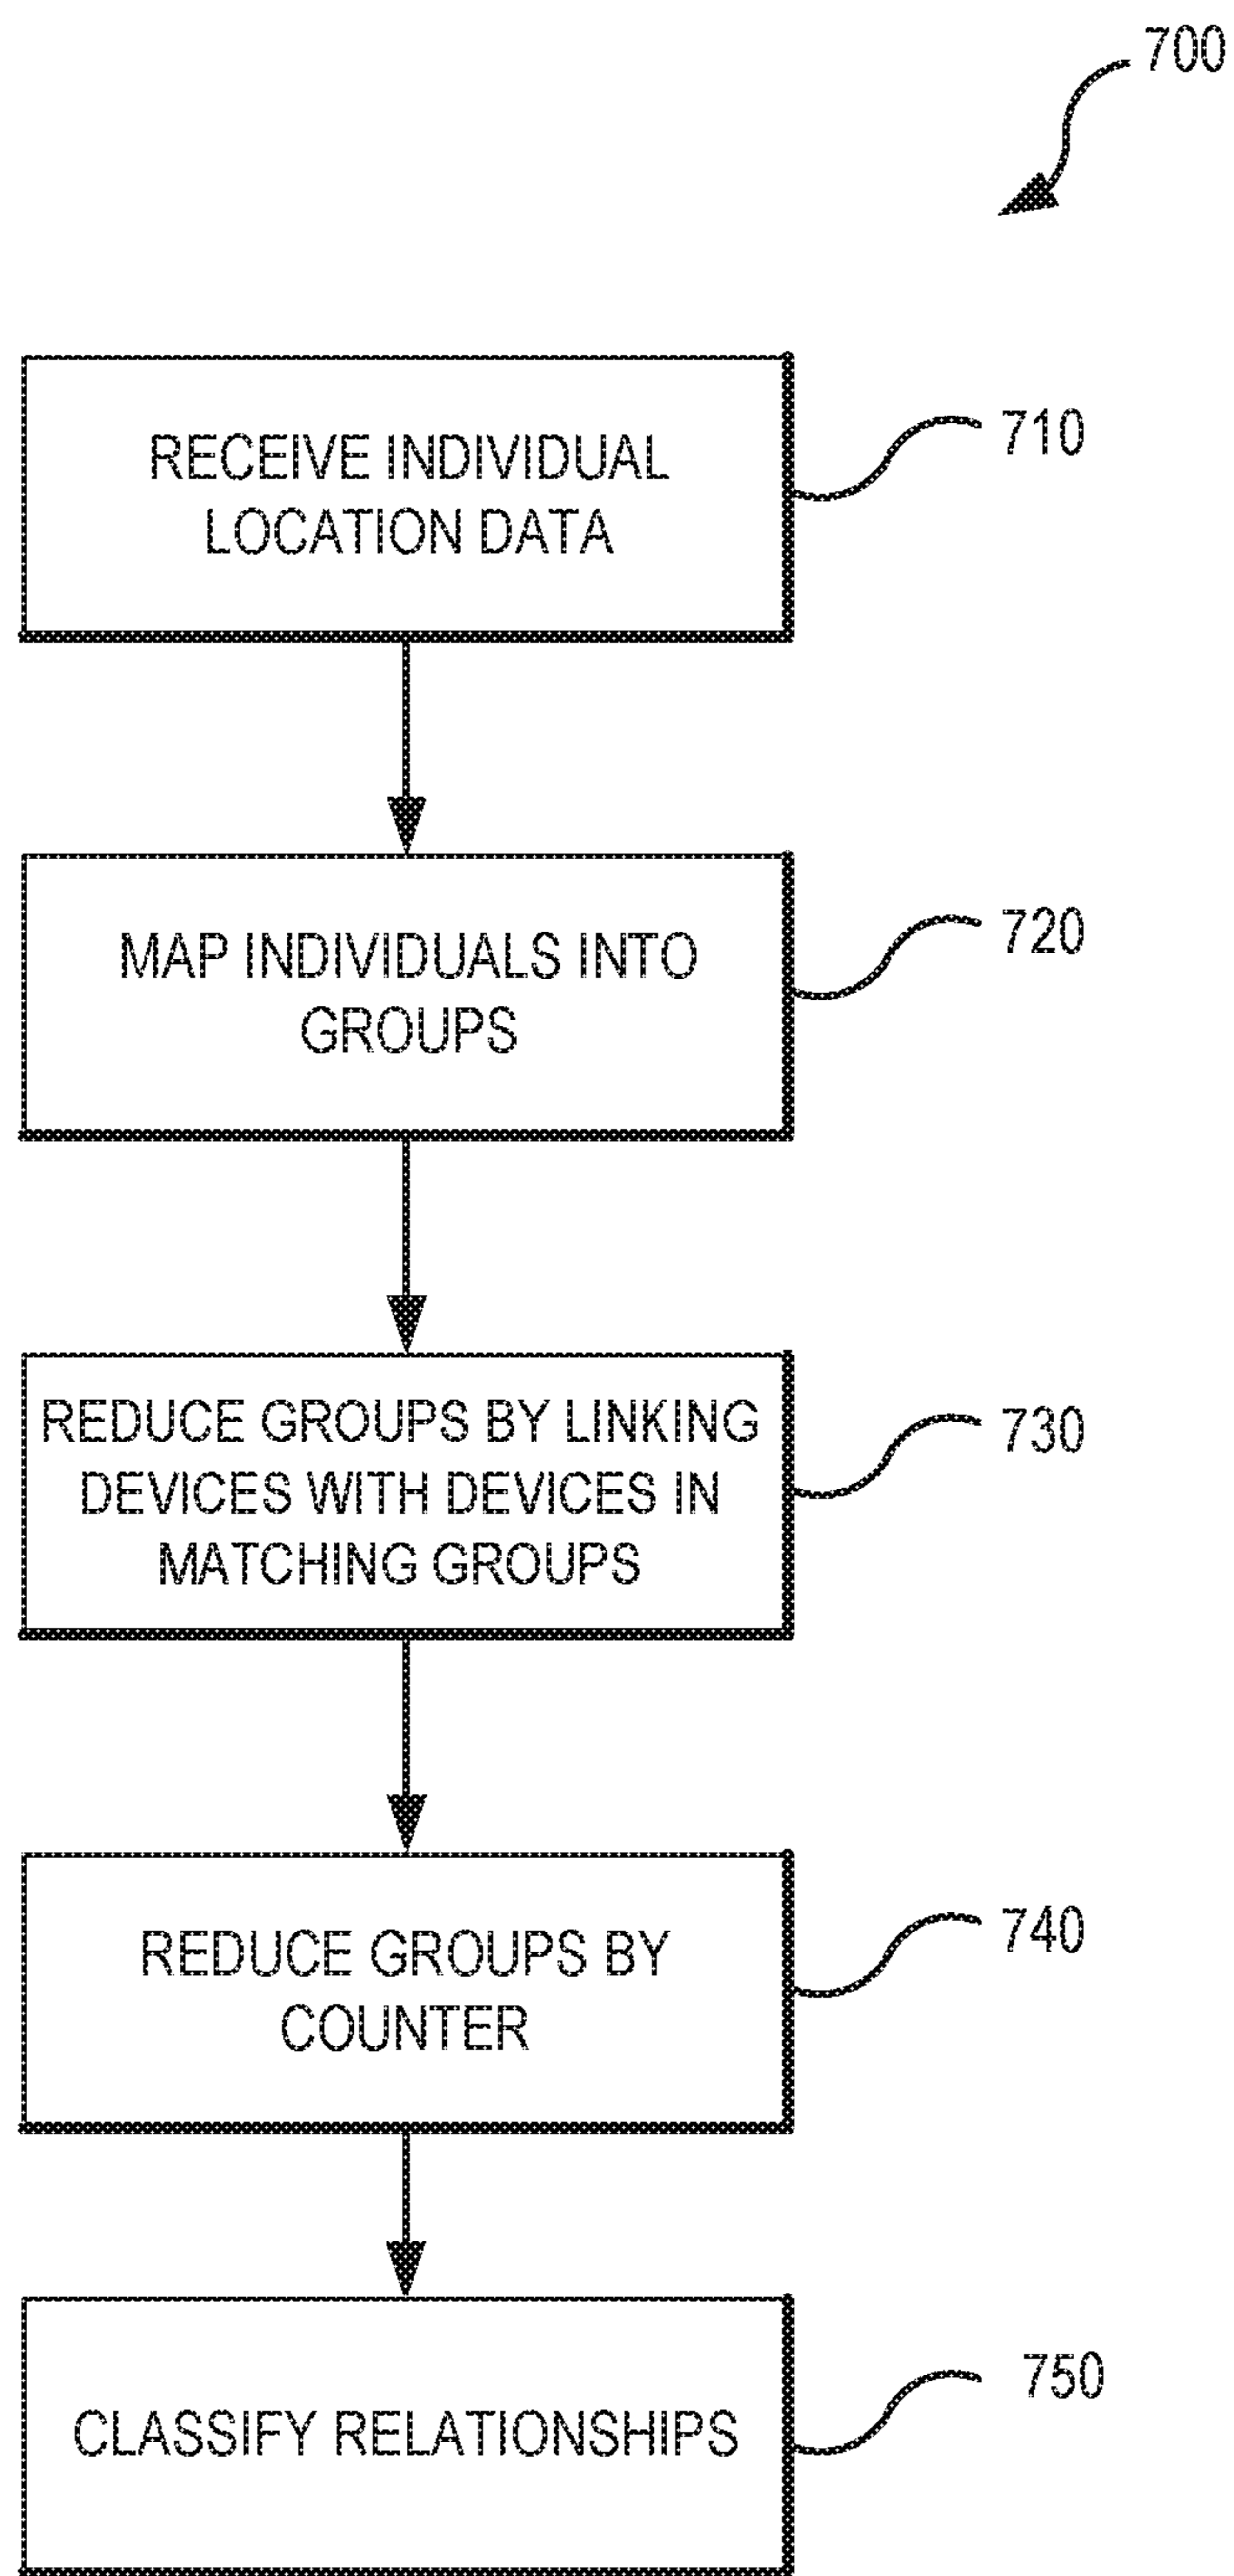 700
RECEIVE INDIVIDUAL
LOCATION DATA
710
MAP INDIVIDUALS INTO
GROUPS
720
REDUCE GROUPS BY LINKING
DEVICES WITH DEVICES IN
MATCHING GROUPS
730
REDUCE GROUPS BY
COUNTER
740
CLASSIFY RELATIONSHIPS
750